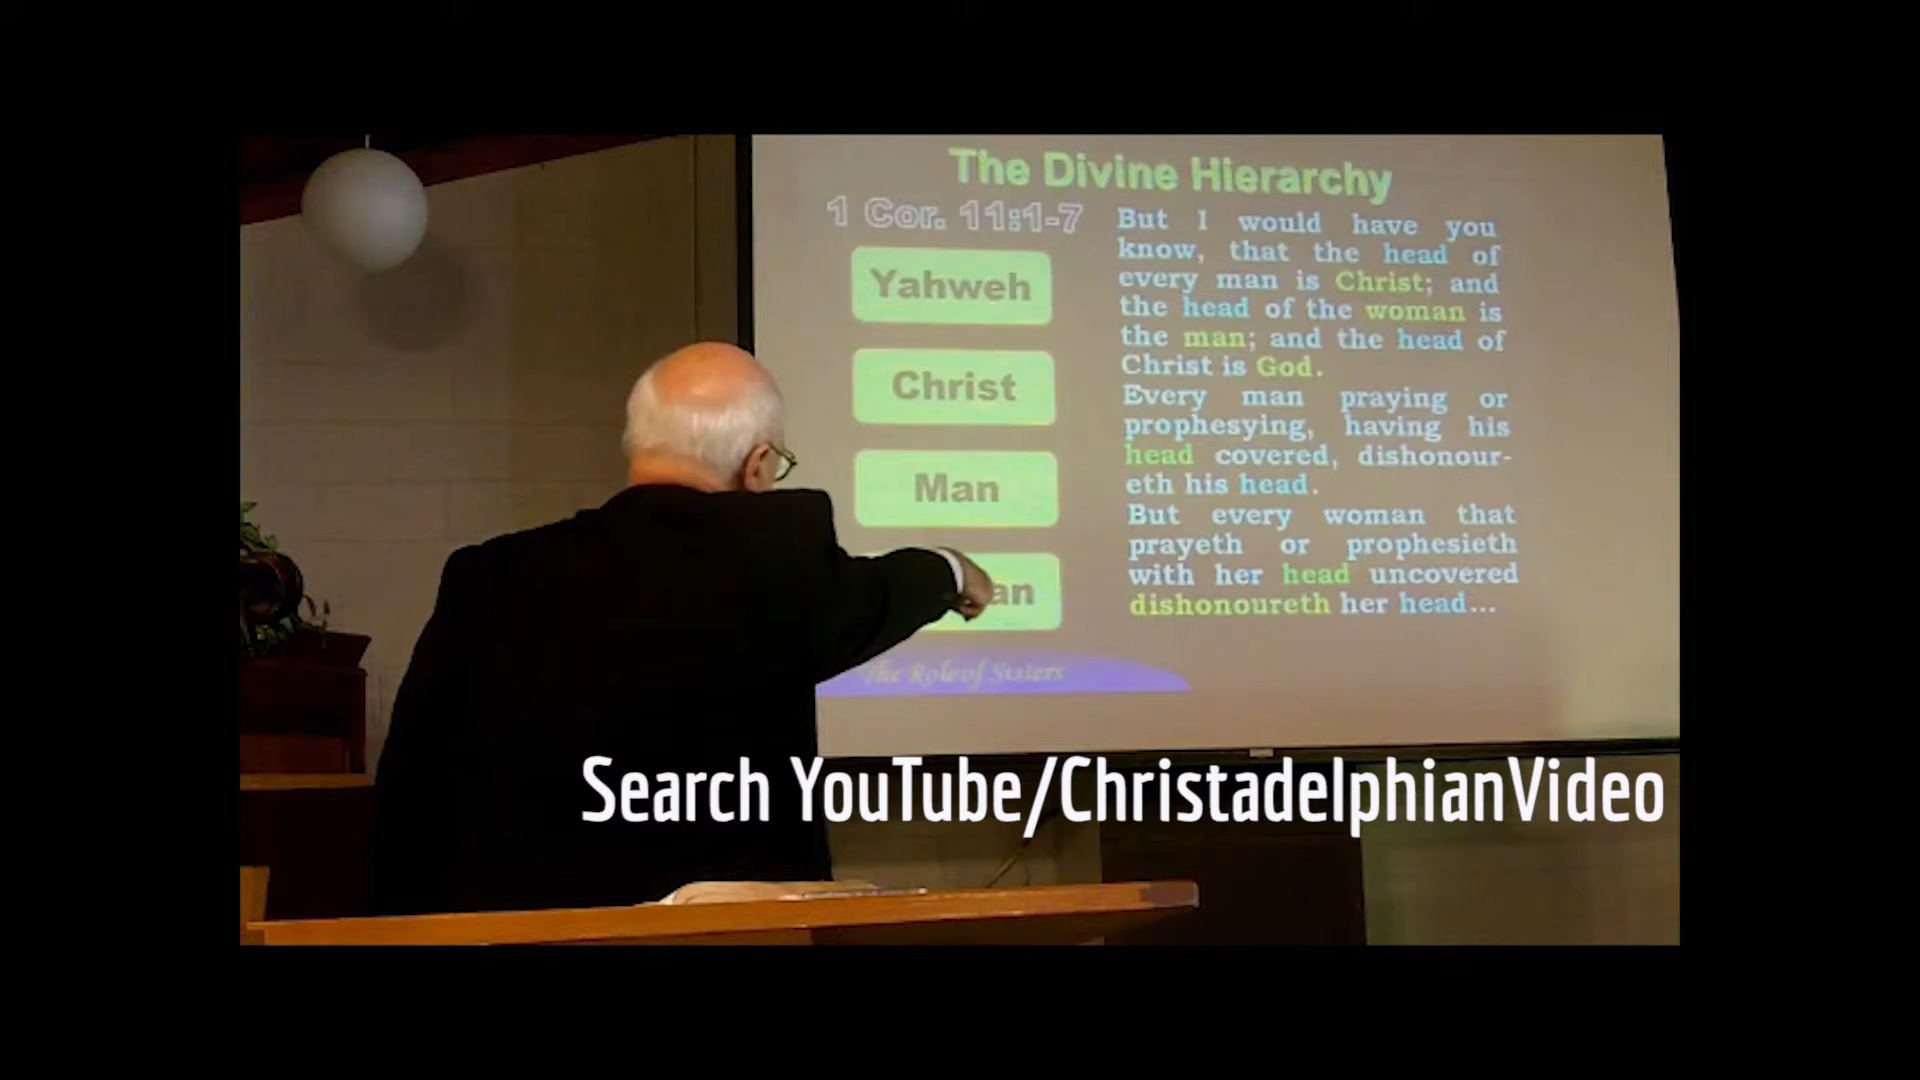 The Divine Hierarchy
1 Cor. 11:1-7
Yahweh
Christ
Man
But I would have you
know, that the head of
every man is Christ; and
the head of the woman is
the man; and the head of
Christ is God.
Every man praying or
prophesying, having his
head covered, dishonour-
eth his head.
But every woman that
prayeth or prophesieth
with her head uncovered
dishonoureth her head...
The Role of Sisters
Search YouTube/ChristadelphianVideo